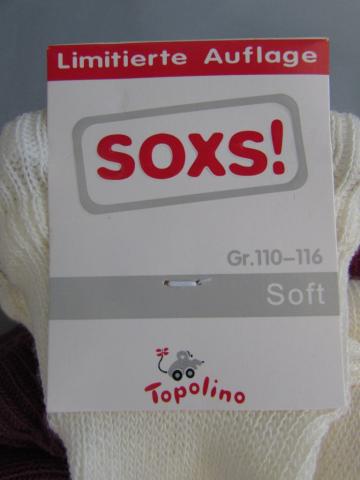 Limitierte Auflage
SOXS!
Gr.110-116
Soft
Topolino